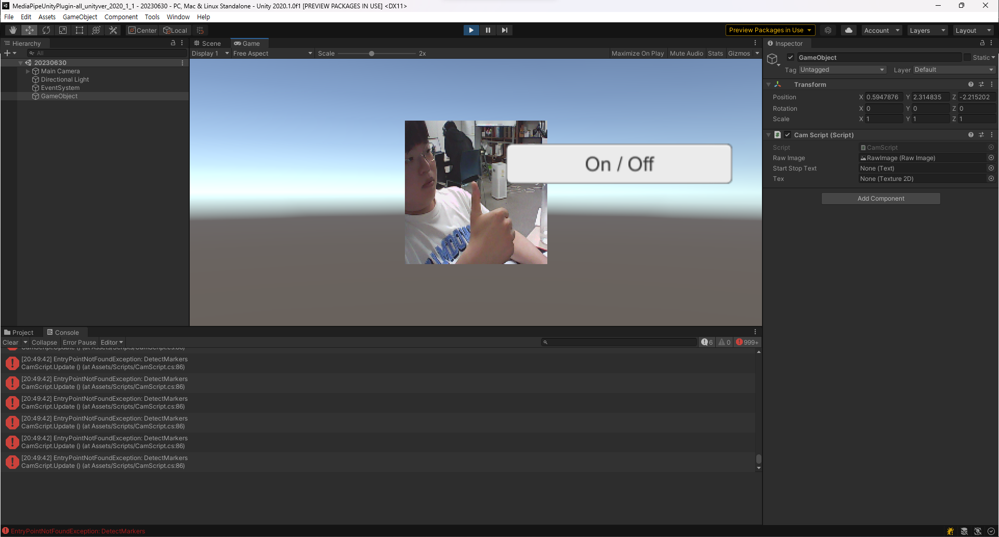 MediaPipeUnityPlugin-all_unityver_2020_1_1 - 20230630 - PC, Mac & Linux Standalone - Unity 2020.1.0f1 [PREVIEW PACKAGES IN USE] <DX11>
File Edit Assets GameObject Component Tools Window Help
Center Local Preview Packages in Use Account Layers Layout
Hierarchy
All
20230630
Main Camera
Directional Light
EventSystem
GameObject
Scene Game
Display 1 Free Aspect Scale 2x Maximize On Play Mute Audio Stats Gizmos
On / Off
Inspector
GameObject Static
Tag Untagged Layer Default
Transform
Position X 0.5947876 Y 2.314835 Z -2.215202
Rotation X 0 Y 0 Z 0
Scale X 1 Y 1 Z 1
# Cam Script (Script)
Script CamScript
Raw Image RawImage (Raw Image)
Start Stop Text None (Text)
Tex None (Texture 2D)
Add Component
Project Console
Clear Collapse Error Pause Editor 6 0 999+
CamScript.Update () (at Assets/Scripts/CamScript.cs:86)
[20:49:42] EntryPointNotFoundException: DetectMarkers
CamScript.Update () (at Assets/Scripts/CamScript.cs:86)
[20:49:42] EntryPointNotFoundException: DetectMarkers
CamScript.Update () (at Assets/Scripts/CamScript.cs:86)
[20:49:42] EntryPointNotFoundException: DetectMarkers
CamScript.Update () (at Assets/Scripts/CamScript.cs:86)
[20:49:42] EntryPointNotFoundException: DetectMarkers
CamScript.Update () (at Assets/Scripts/CamScript.cs:86)
[20:49:42] EntryPointNotFoundException: DetectMarkers
CamScript.Update () (at Assets/Scripts/CamScript.cs:86)
[20:49:42] EntryPointNotFoundException: DetectMarkers
CamScript.Update () (at Assets/Scripts/CamScript.cs:86)
EntryPointNotFoundException: DetectMarkers